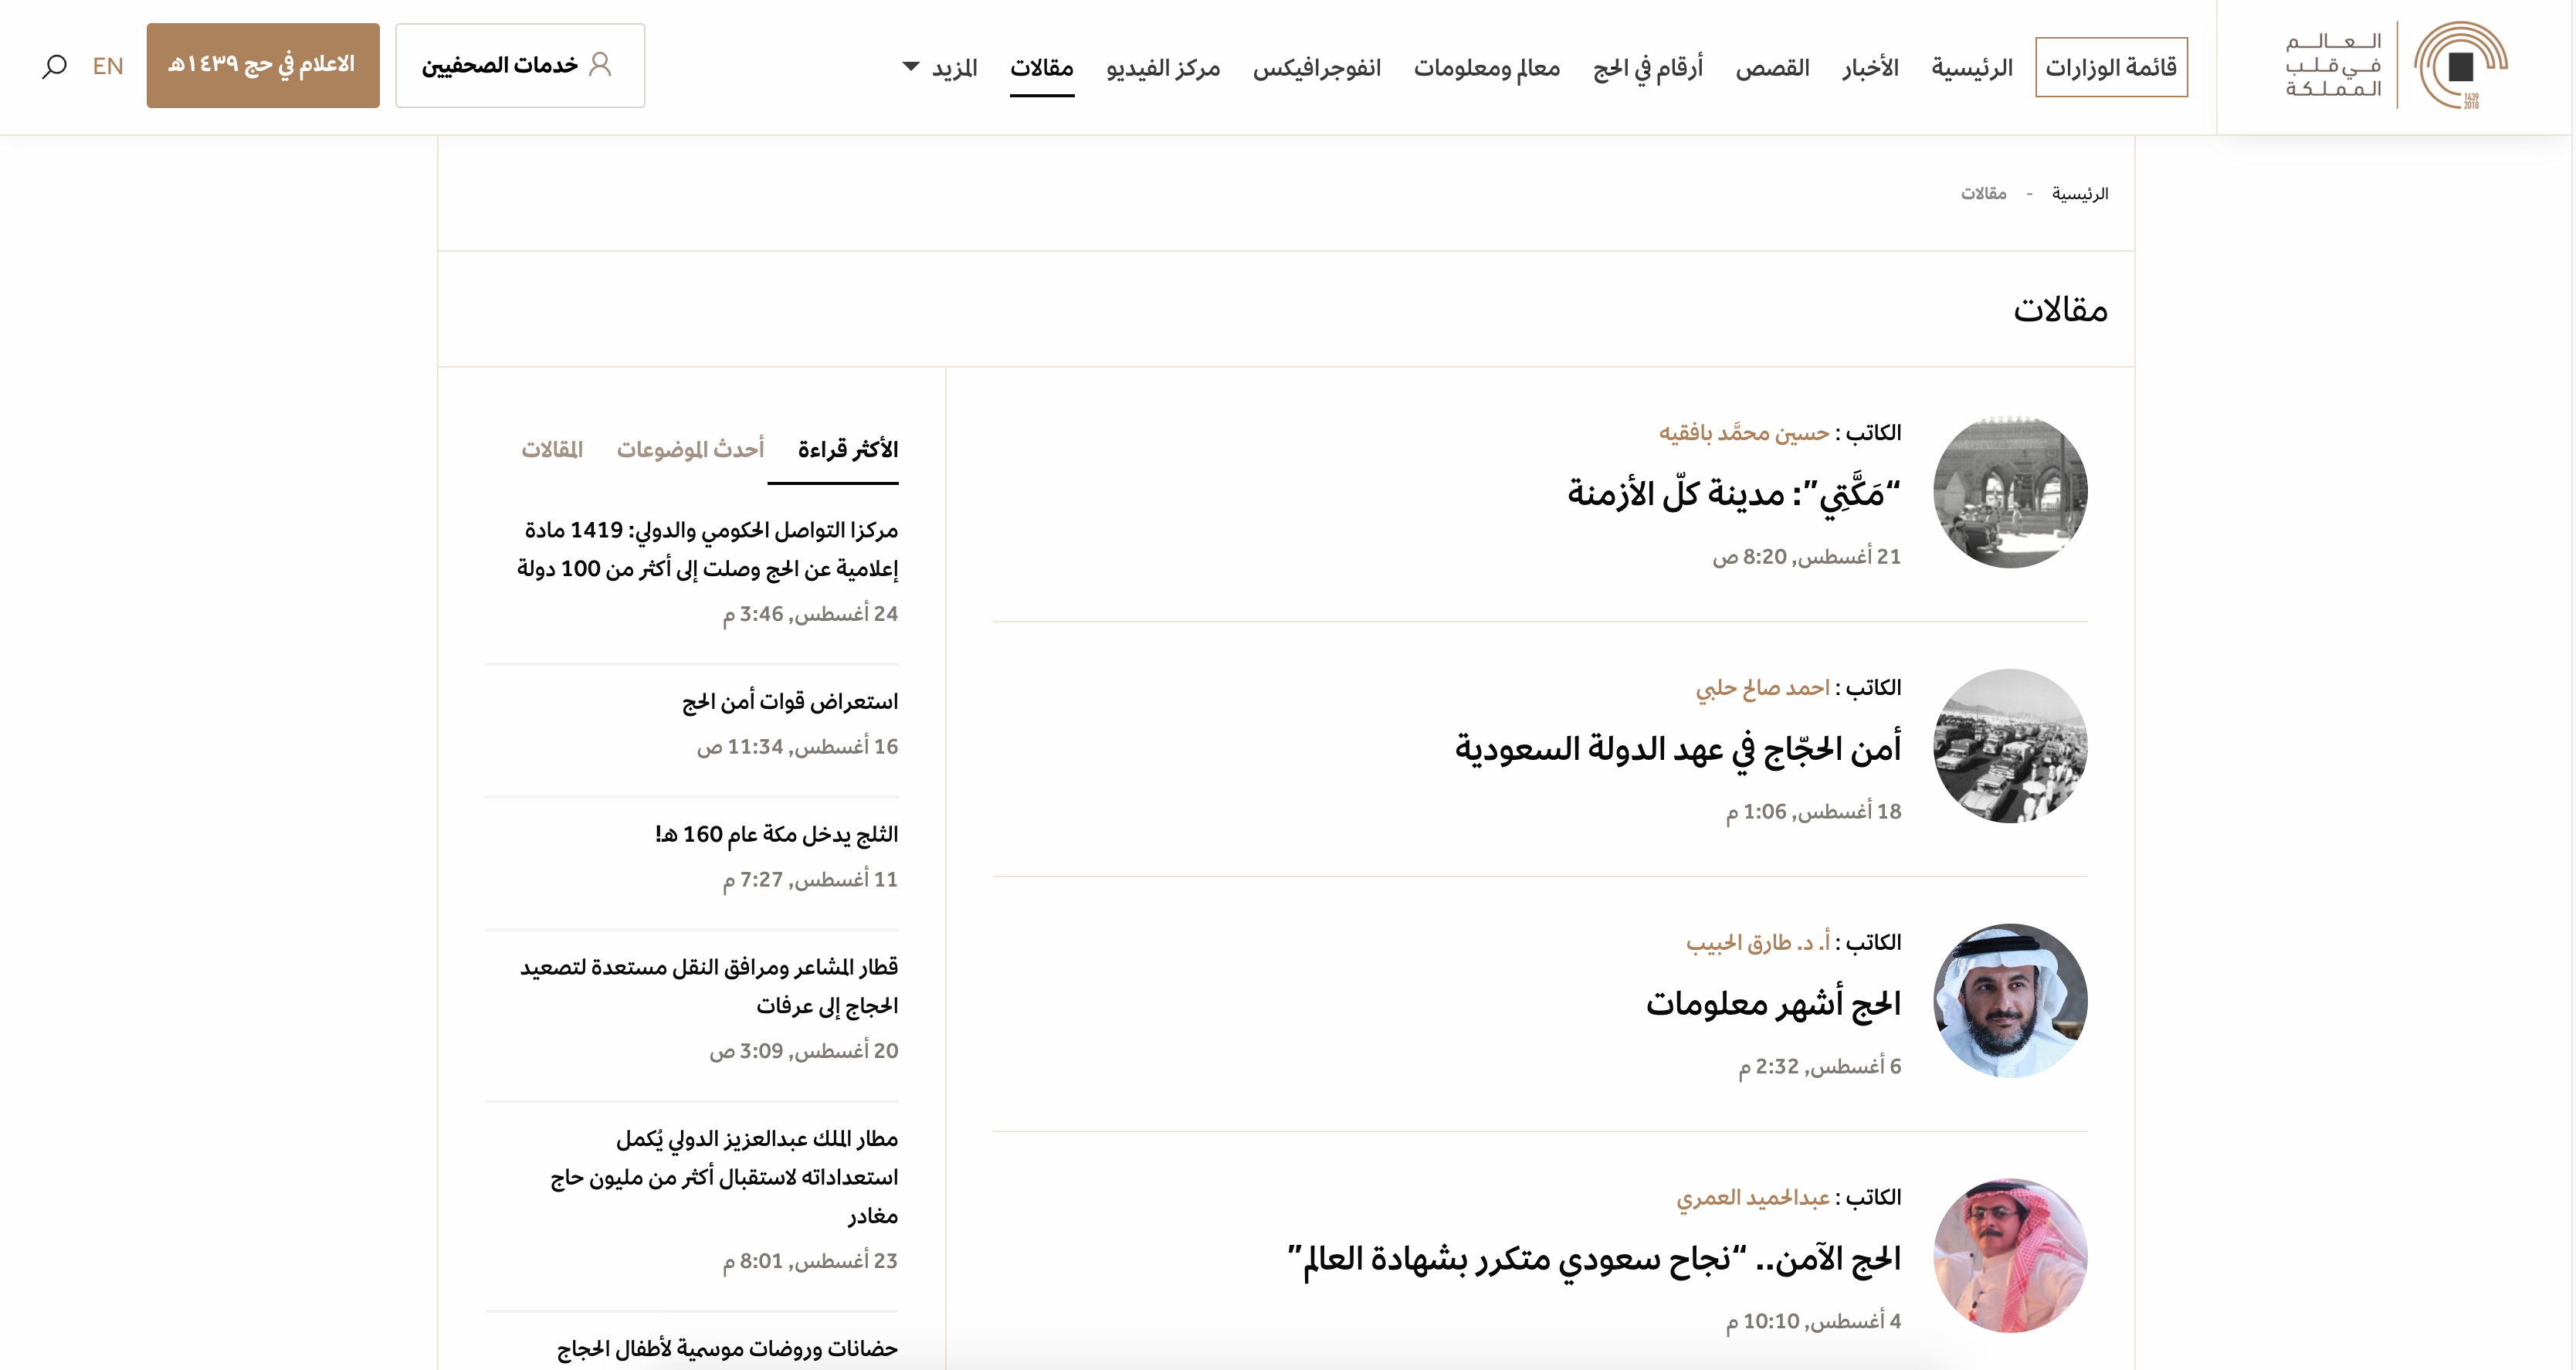 العالم
في قلب
المملكة
1439
2018
قائمة الوزارات
الرئيسية
الأخبار
القصص
أرقام في الحج
معالم ومعلومات
انفوجرافيكس
مركز الفيديو
مقالات
المزيد
خدمات الصحفيين
الاعلام في حج ١٤٣٩هـ
EN
الرئيسية - مقالات
مقالات
الكاتب : حسين محمَّد بافقيه
“مَكَّتِي”: مدينة كلّ الأزمنة
21 أغسطس, 8:20 ص
الكاتب : احمد صالح حلبي
أمن الحجّاج في عهد الدولة السعودية
18 أغسطس, 1:06 م
الكاتب : أ. د. طارق الحبيب
الحج أشهر معلومات
6 أغسطس, 2:32 م
الكاتب : عبدالحميد العمري
الحج الآمن.. “نجاح سعودي متكرر بشهادة العالم”
4 أغسطس, 10:10 م
الأكثر قراءة
أحدث الموضوعات
المقالات
مركزا التواصل الحكومي والدولي: 1419 مادة
إعلامية عن الحج وصلت إلى أكثر من 100 دولة
24 أغسطس, 3:46 م
استعراض قوات أمن الحج
16 أغسطس, 11:34 ص
الثلج يدخل مكة عام 160 هـ!
11 أغسطس, 7:27 م
قطار المشاعر ومرافق النقل مستعدة لتصعيد
الحجاج إلى عرفات
20 أغسطس, 3:09 ص
مطار الملك عبدالعزيز الدولي يُكمل
استعداداته لاستقبال أكثر من مليون حاج
مغادر
23 أغسطس, 8:01 م
حضانات وروضات موسمية لأطفال الحجاج